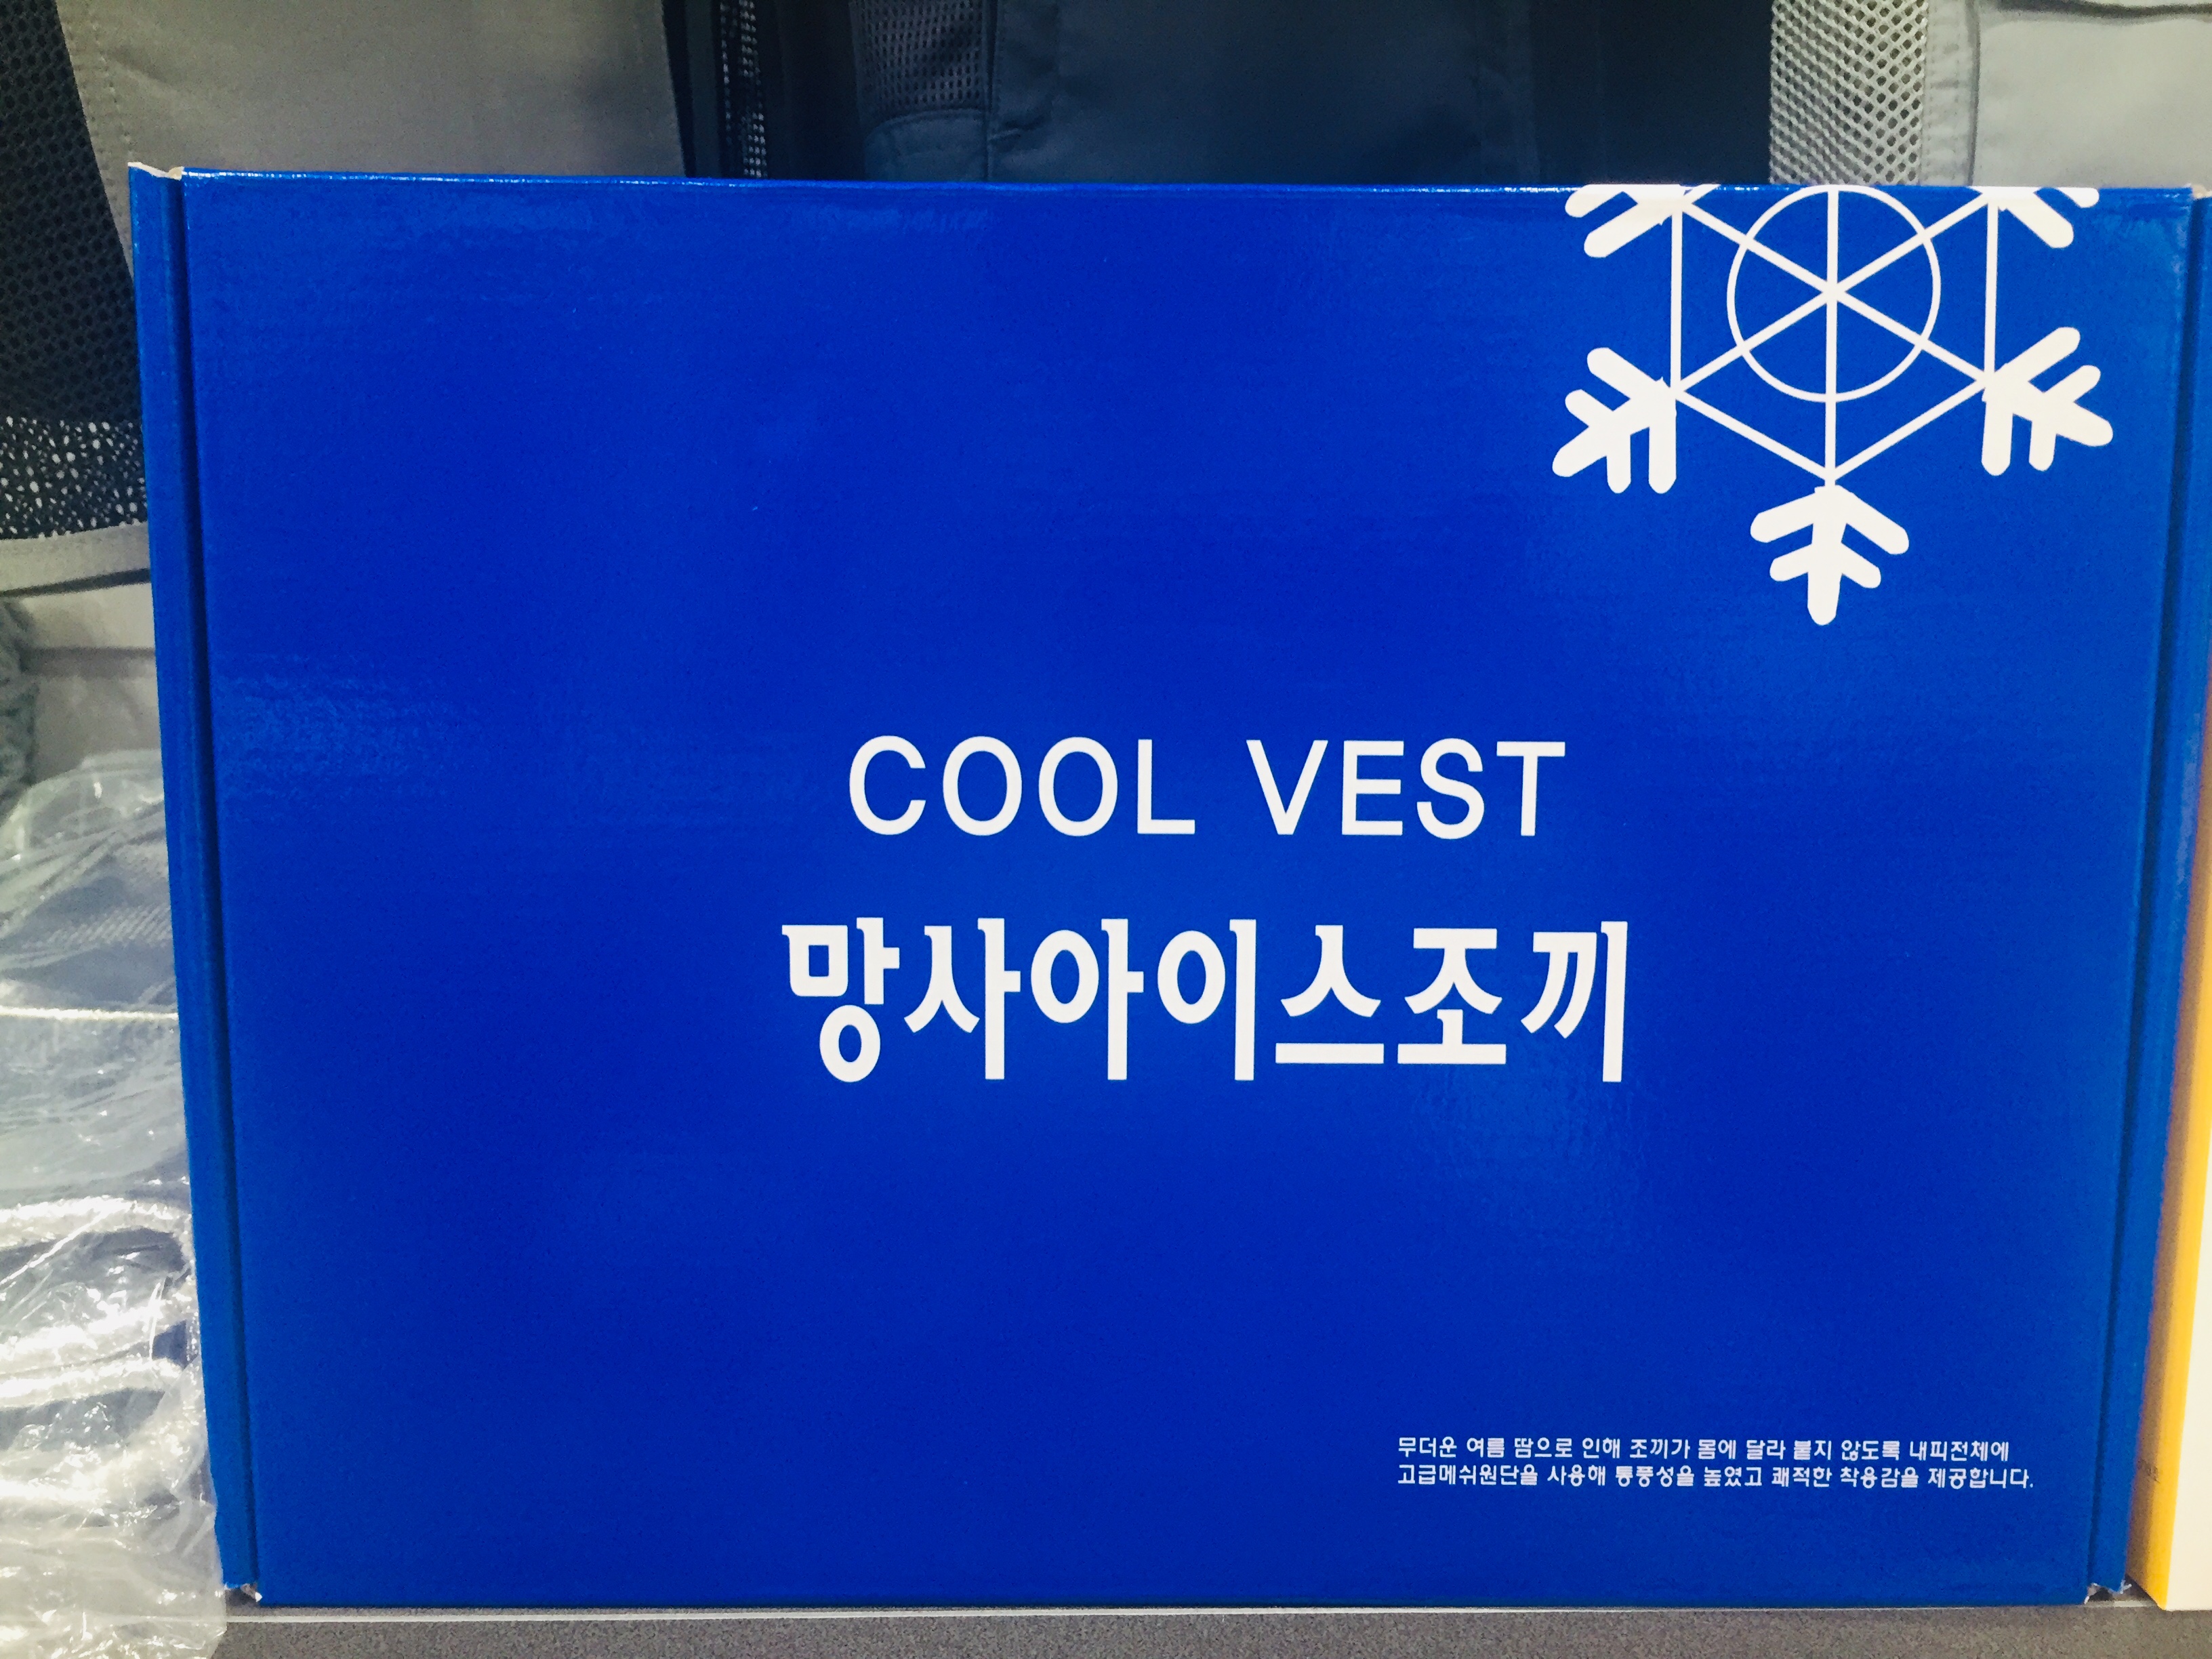 COOL VEST
망사아이스조끼
무더운 여름 땀으로 인해 조끼가 몸에 달라 붙지 않도록 내피전체에
고급메쉬원단을 사용해 통풍성을 높였고 쾌적한 착용감을 제공합니다.